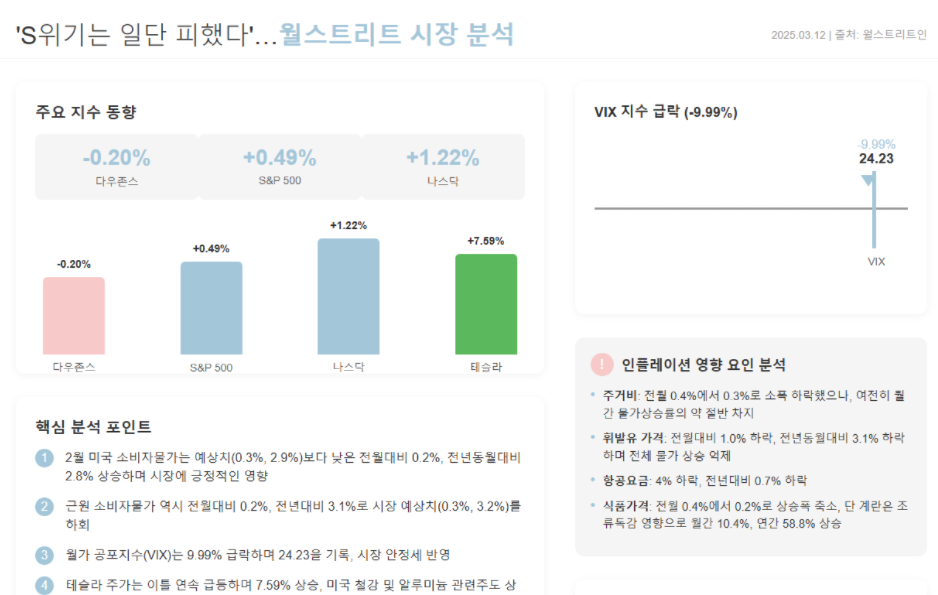 'S위기는 일단 피했다'...월스트리트 시장 분석
2025.03.12 | 출처: 월스트리트인
주요 지수 동향
-0.20%
다우존스
+0.49%
S&P 500
+1.22%
나스닥
-0.20%
다우존스
+0.49%
S&P 500
+1.22%
나스닥
+7.59%
테슬라
핵심 분석 포인트
1 2월 미국 소비자물가는 예상치(0.3%, 2.9%)보다 낮은 전월대비 0.2%, 전년동월대비
2.8% 상승하며 시장에 긍정적인 영향
2 근원 소비자물가 역시 전월대비 0.2%, 전년대비 3.1%로 시장 예상치(0.3%, 3.2%)를
하회
3 월가 공포지수(VIX)는 9.99% 급락하며 24.23을 기록, 시장 안정세 반영
4 테슬라 주가는 이틀 연속 급등하며 7.59% 상승, 미국 철강 및 알루미늄 관련주도 상
VIX 지수 급락 (-9.99%)
-9.99%
24.23
VIX
! 인플레이션 영향 요인 분석
• 주거비: 전월 0.4%에서 0.3%로 소폭 하락했으나, 여전히 월
간 물가상승률의 약 절반 차지
• 휘발유 가격: 전월대비 1.0% 하락, 전년동월대비 3.1% 하락
하며 전체 물가 상승 억제
• 항공요금: 4% 하락, 전년대비 0.7% 하락
• 식품가격: 전월 0.4%에서 0.2%로 상승폭 축소, 단 계란은 조
류독감 영향으로 월간 10.4%, 연간 58.8% 상승